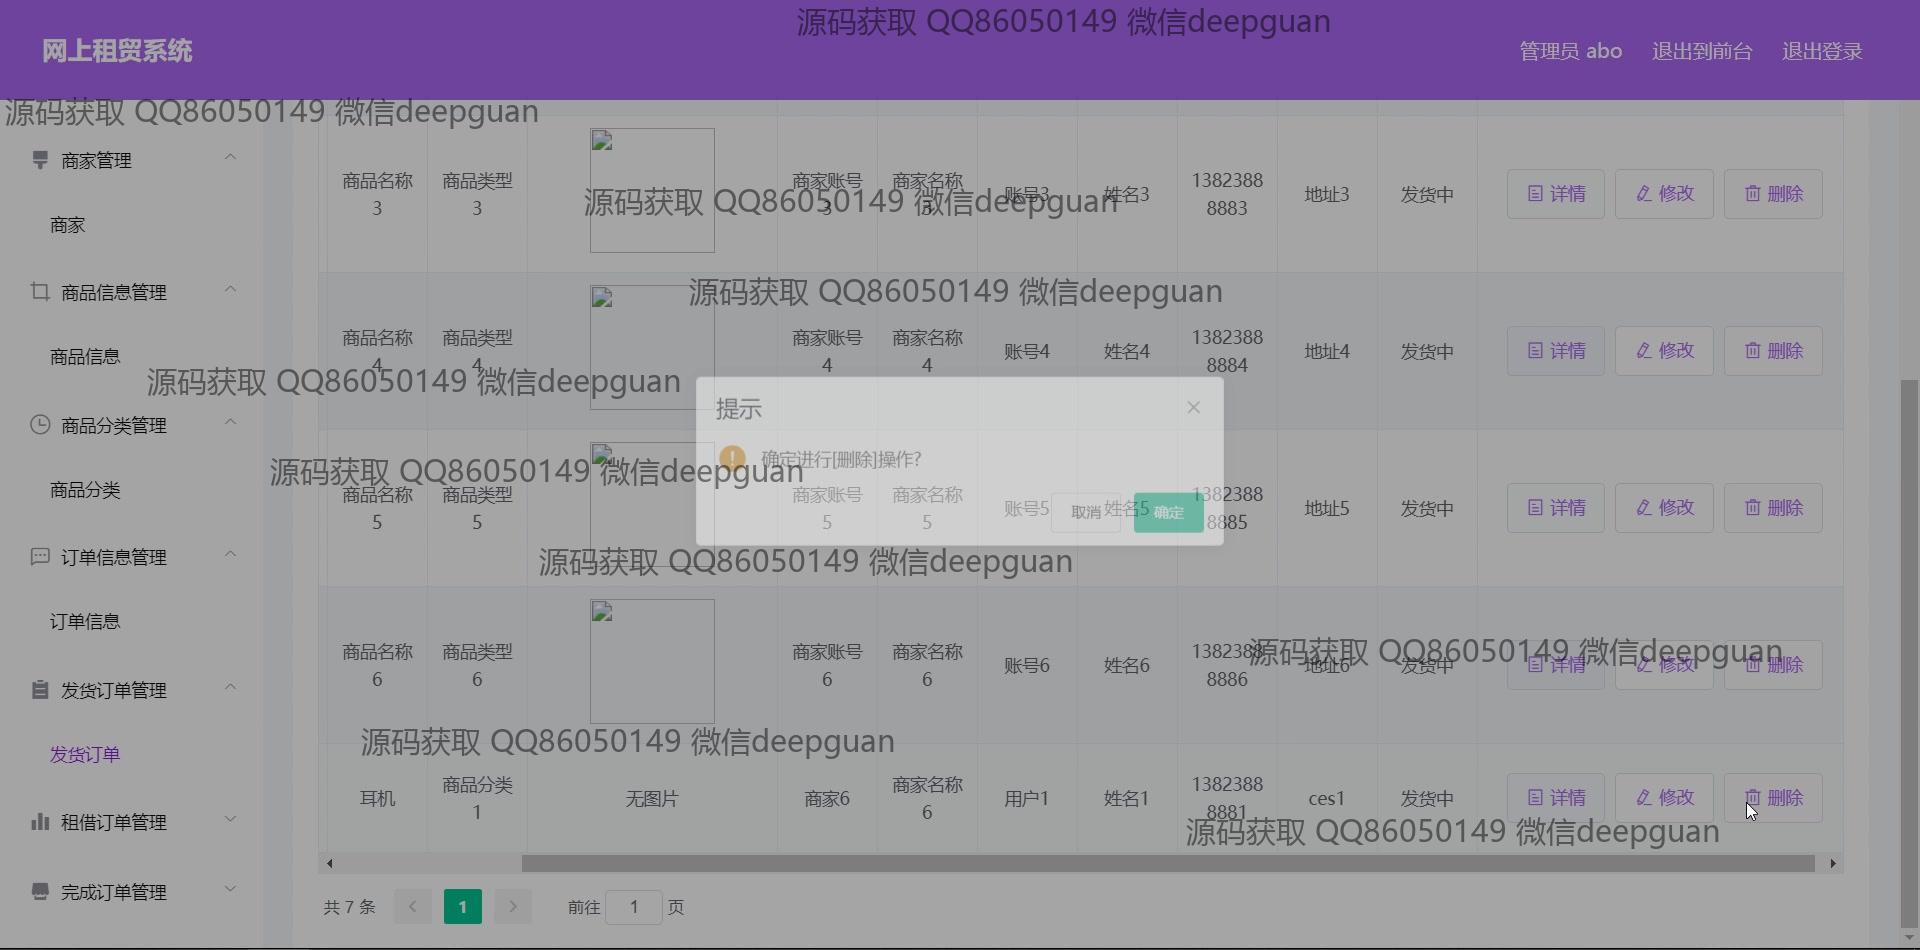 源码获取 QQ86050149 微信deepguan
网上租贸系统
管理员 abo 退出到前台 退出登录
源码获取 QQ86050149 微信deepguan
商家管理
商家
商品信息管理
商品信息
商品分类管理
商品分类
订单信息管理
订单信息
发货订单管理
发货订单
租借订单管理
完成订单管理
商品名称3 商品类型3 商家账号3 商家名称3 账号3 姓名3 13823888883 地址3 发货中 详情 修改 删除
源码获取 QQ86050149 微信deepguan
源码获取 QQ86050149 微信deepguan
商品名称4 商品类型4 商家账号4 商家名称4 账号4 姓名4 13823888884 地址4 发货中 详情 修改 删除
源码获取 QQ86050149 微信deepguan
提示
确定进行[删除]操作?
取消 确定
源码获取 QQ86050149 微信deepguan
商品名称5 商品类型5 商家账号5 商家名称5 账号5 姓名5 13823888885 地址5 发货中 详情 修改 删除
源码获取 QQ86050149 微信deepguan
商品名称6 商品类型6 商家账号6 商家名称6 账号6 姓名6 13823888886 地址6 发货中 详情 修改 删除
源码获取 QQ86050149 微信deepguan
源码获取 QQ86050149 微信deepguan
耳机 商品分类1 无图片 商家6 商家名称6 用户1 姓名1 13823888881 ces1 发货中 详情 修改 删除
源码获取 QQ86050149 微信deepguan
共 7 条 1 前往 1 页